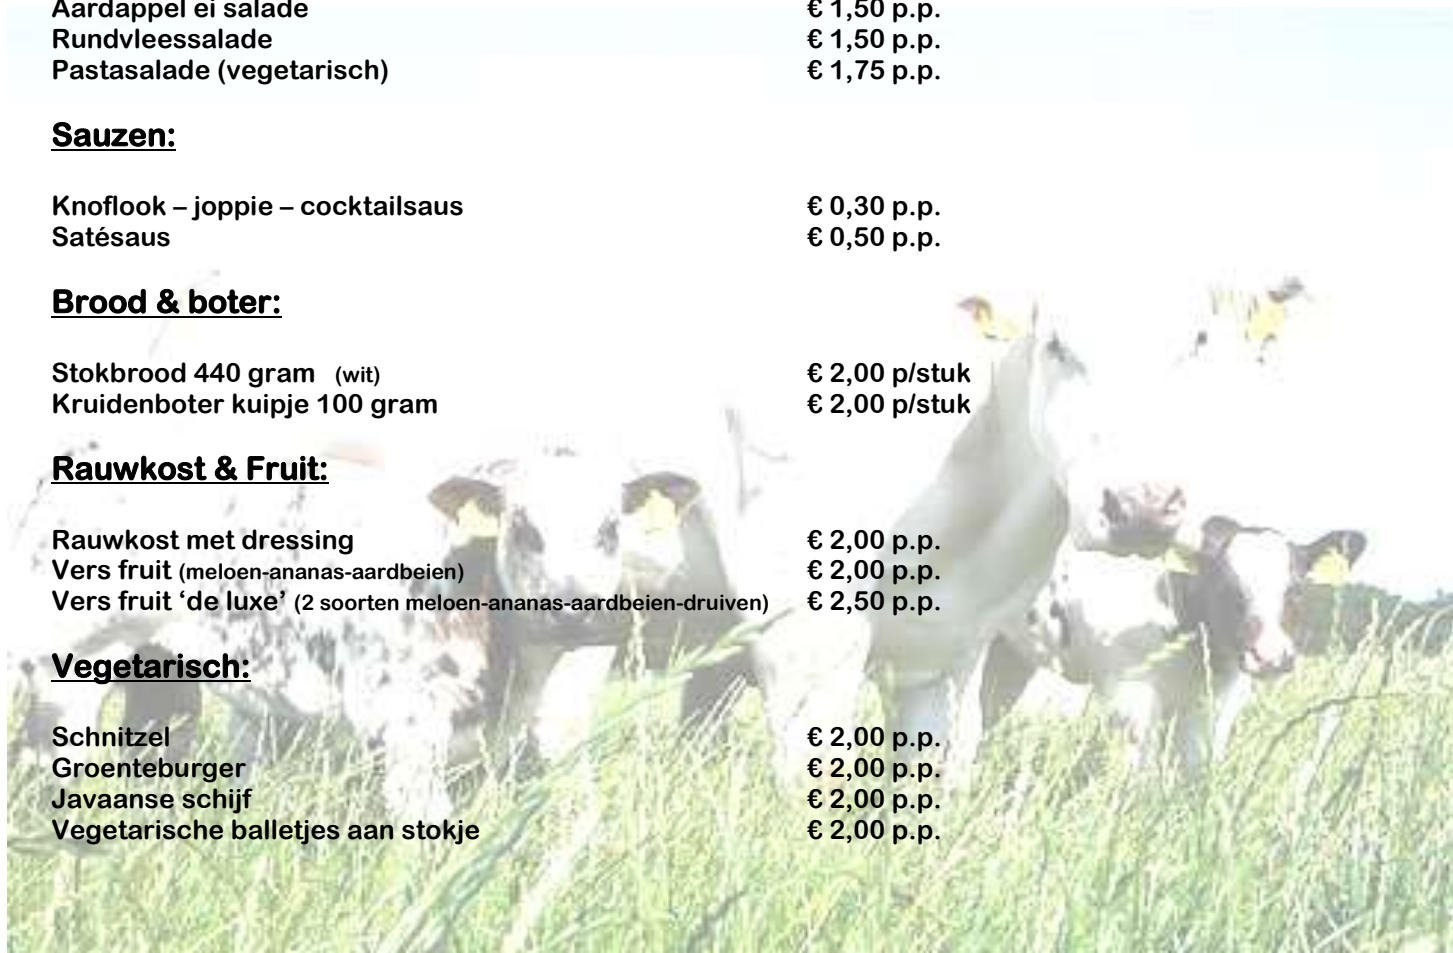 Aardappel ei salade € 1,50 p.p.
Rundvleessalade € 1,50 p.p.
Pastasalade (vegetarisch) € 1,75 p.p.
Sauzen:
Knoflook – joppie – cocktailsaus € 0,30 p.p.
Satésaus € 0,50 p.p.
Brood & boter:
Stokbrood 440 gram (wit) € 2,00 p/stuk
Kruidenboter kuipje 100 gram € 2,00 p/stuk
Rauwkost & Fruit:
Rauwkost met dressing € 2,00 p.p.
Vers fruit (meloen-ananas-aardbeien) € 2,00 p.p.
Vers fruit ‘de luxe’ (2 soorten meloen-ananas-aardbeien-druiven) € 2,50 p.p.
Vegetarisch:
Schnitzel € 2,00 p.p.
Groenteburger € 2,00 p.p.
Javaanse schijf € 2,00 p.p.
Vegetarische balletjes aan stokje € 2,00 p.p.